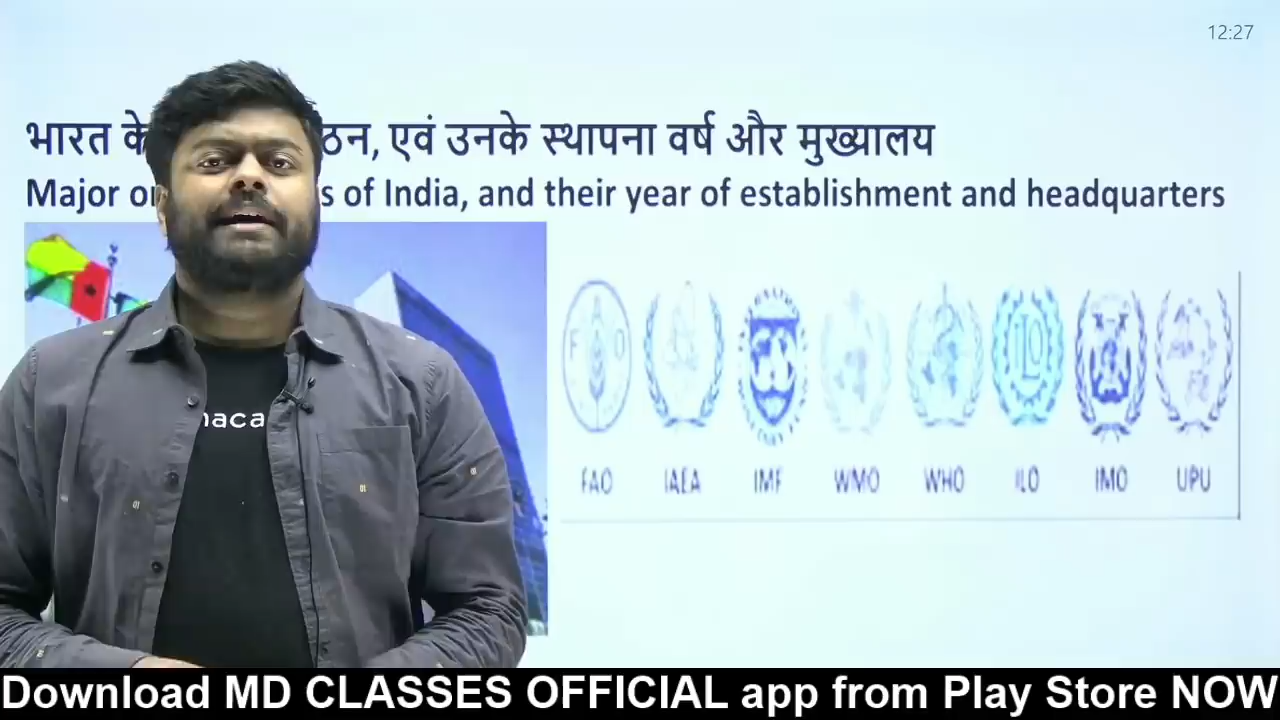 12:27
भारत के ठन, एवं उनके स्थापना वर्ष और मुख्यालय
Major or s of India, and their year of establishment and headquarters
FAO IAEA IMF WMO WHO ILO IMO UPU
naca
Download MD CLASSES OFFICIAL app from Play Store NOW